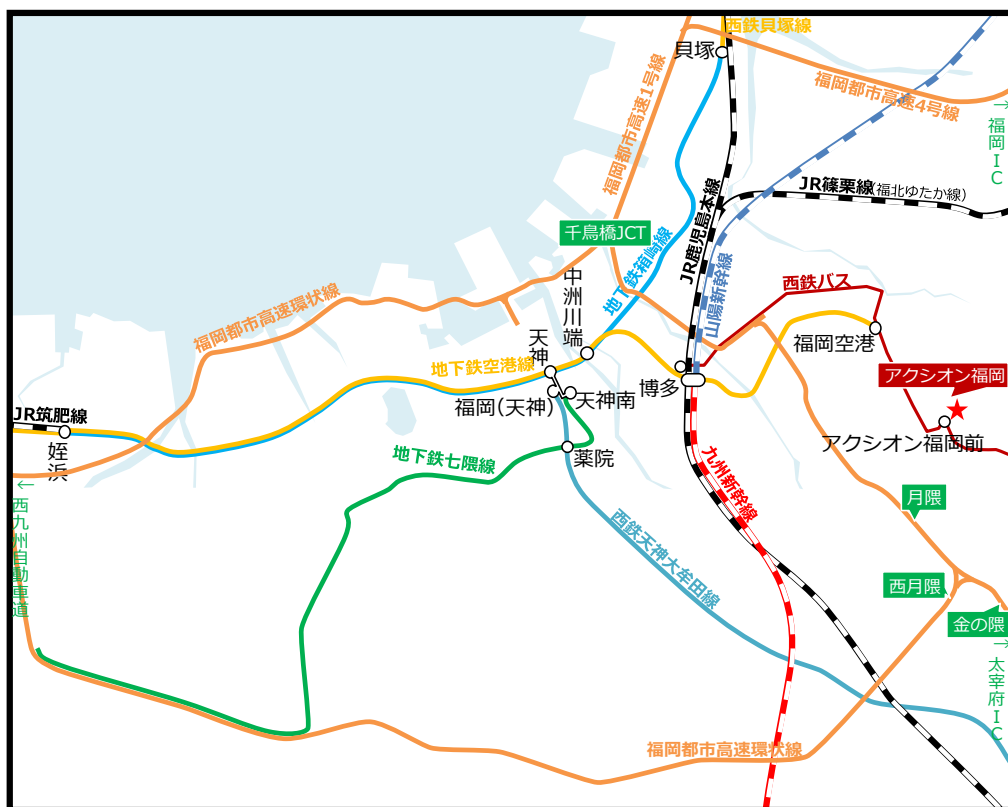 西鉄貝塚線
貝塚
福岡都市高速1号線
福岡都市高速4号線
→福岡IC
JR篠栗線(福北ゆたか線)
JR鹿児島本線
千鳥橋JCT
地下鉄箱崎線
山陽新幹線
西鉄バス
中洲川端
福岡都市高速環状線
天神
地下鉄空港線
福岡空港
アクシオン福岡
博多
福岡(天神)
天神南
JR筑肥線
姪浜
アクシオン福岡前
薬院
地下鉄七隈線
九州新幹線
←西九州自動車道
月隈
西鉄天神大牟田線
西月隈
金の隈
→太宰府IC
福岡都市高速環状線